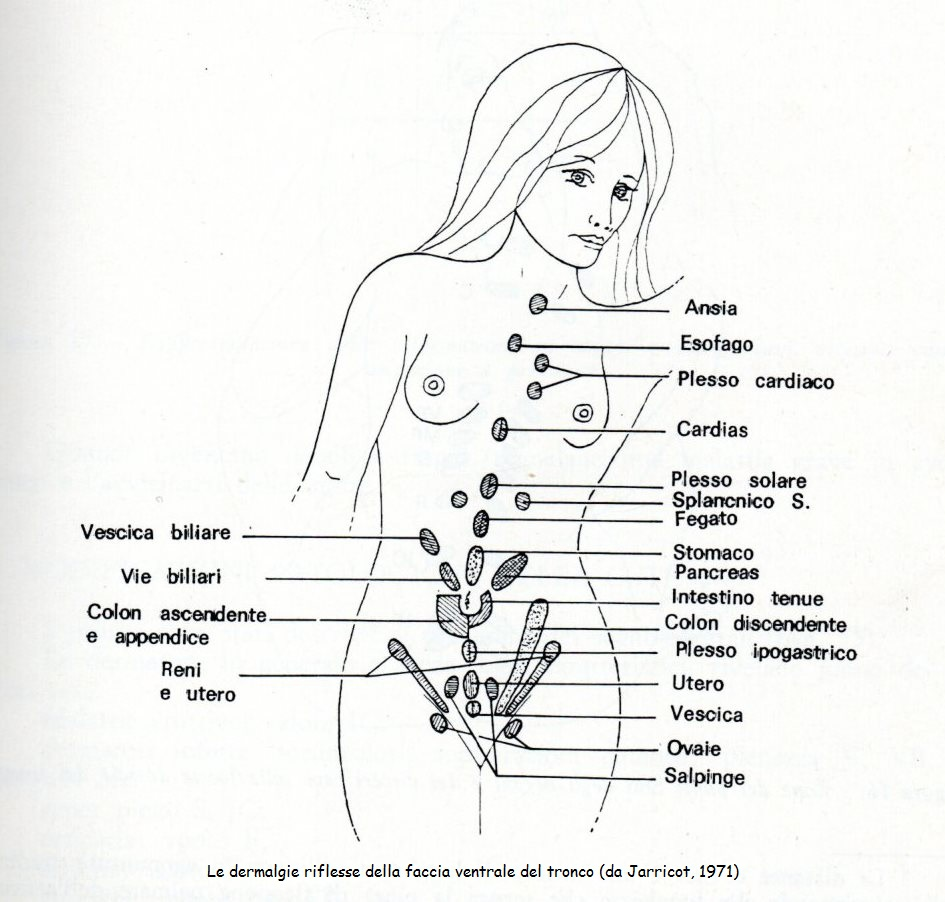 Ansia
Esofago
Plesso cardiaco
Cardias
Plesso solare
Splancnico S.
Fegato
Vescica biliare
Stomaco
Vie biliari
Pancreas
Intestino tenue
Colon ascendente
e appendice
Colon discendente
Plesso ipogastrico
Reni
e utero
Utero
Vescica
Ovaie
Salpinge
Le dermalgie riflesse della faccia ventrale del tronco (da Jarricot, 1971)